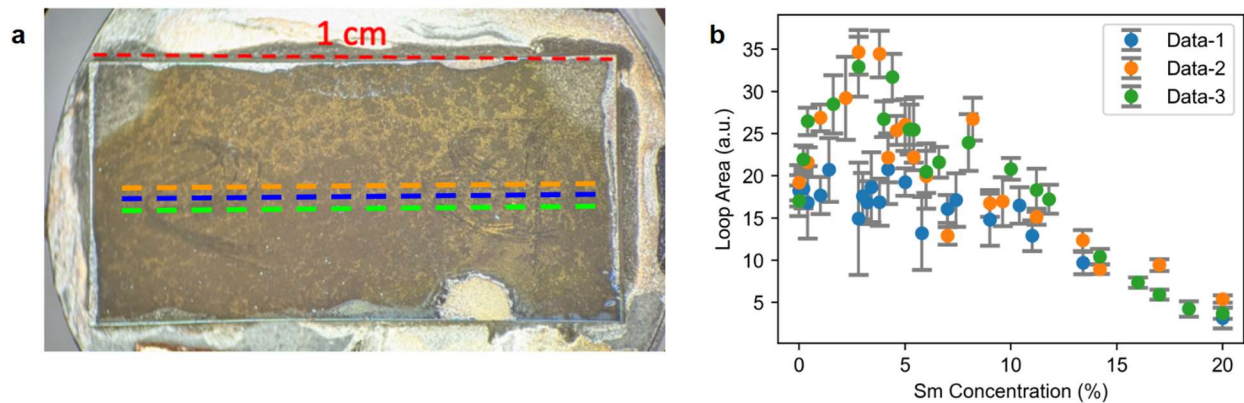 a
1 cm
b
Loop Area (a.u.)
35
30
25
20
15
10
5
0
5
10
15
20
Sm Concentration (%)
Data-1
Data-2
Data-3